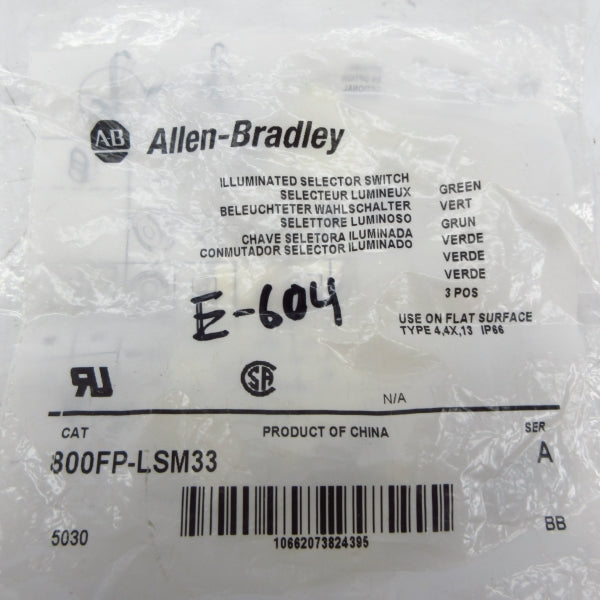 AB Allen-Bradley
ILLUMINATED SELECTOR SWITCH GREEN
SELECTEUR LUMINEUX VERT
BELEUCHTETER WAHLSCHALTER GRUN
SELETTORE LUMINOSO VERDE
CHAVE SELETORA ILUMINADA VERDE
CONMUTADOR SELECTOR ILUMINADO VERDE
3 POS
E-604
USE ON FLAT SURFACE
TYPE 4,4X,13 IP66
UR
SA
N/A
CAT PRODUCT OF CHINA SER
800FP-LSM33 A
5030 BB
10662073824395